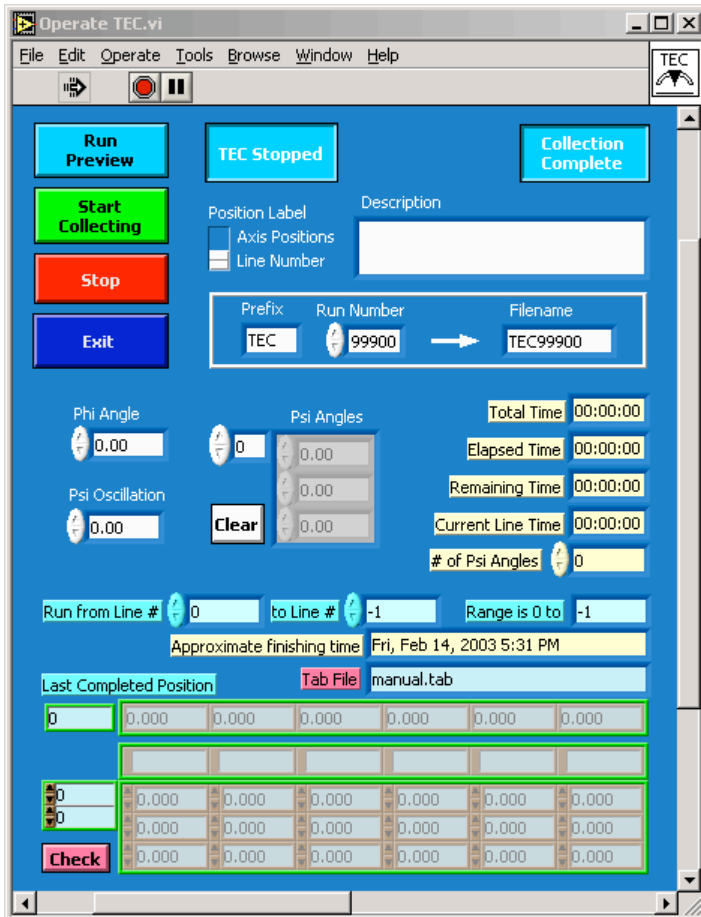 Operate TEC.vi
File Edit Operate Tools Browse Window Help
TEC
Run Preview
TEC Stopped
Collection Complete
Start Collecting
Position Label
Axis Positions
Line Number
Description
Stop
Prefix Run Number Filename
TEC 99900 TEC99900
Exit
Phi Angle
0.00
Psi Oscillation
0.00
0
Clear
Psi Angles
0.00
0.00
0.00
Total Time 00:00:00
Elapsed Time 00:00:00
Remaining Time 00:00:00
Current Line Time 00:00:00
# of Psi Angles 0
Run from Line # 0 to Line # -1 Range is 0 to -1
Approximate finishing time Fri, Feb 14, 2003 5:31 PM
Last Completed Position Tab File manual.tab
0 0.000 0.000 0.000 0.000 0.000 0.000
0 0.000 0.000 0.000 0.000 0.000 0.000
0 0.000 0.000 0.000 0.000 0.000 0.000
Check 0.000 0.000 0.000 0.000 0.000 0.000